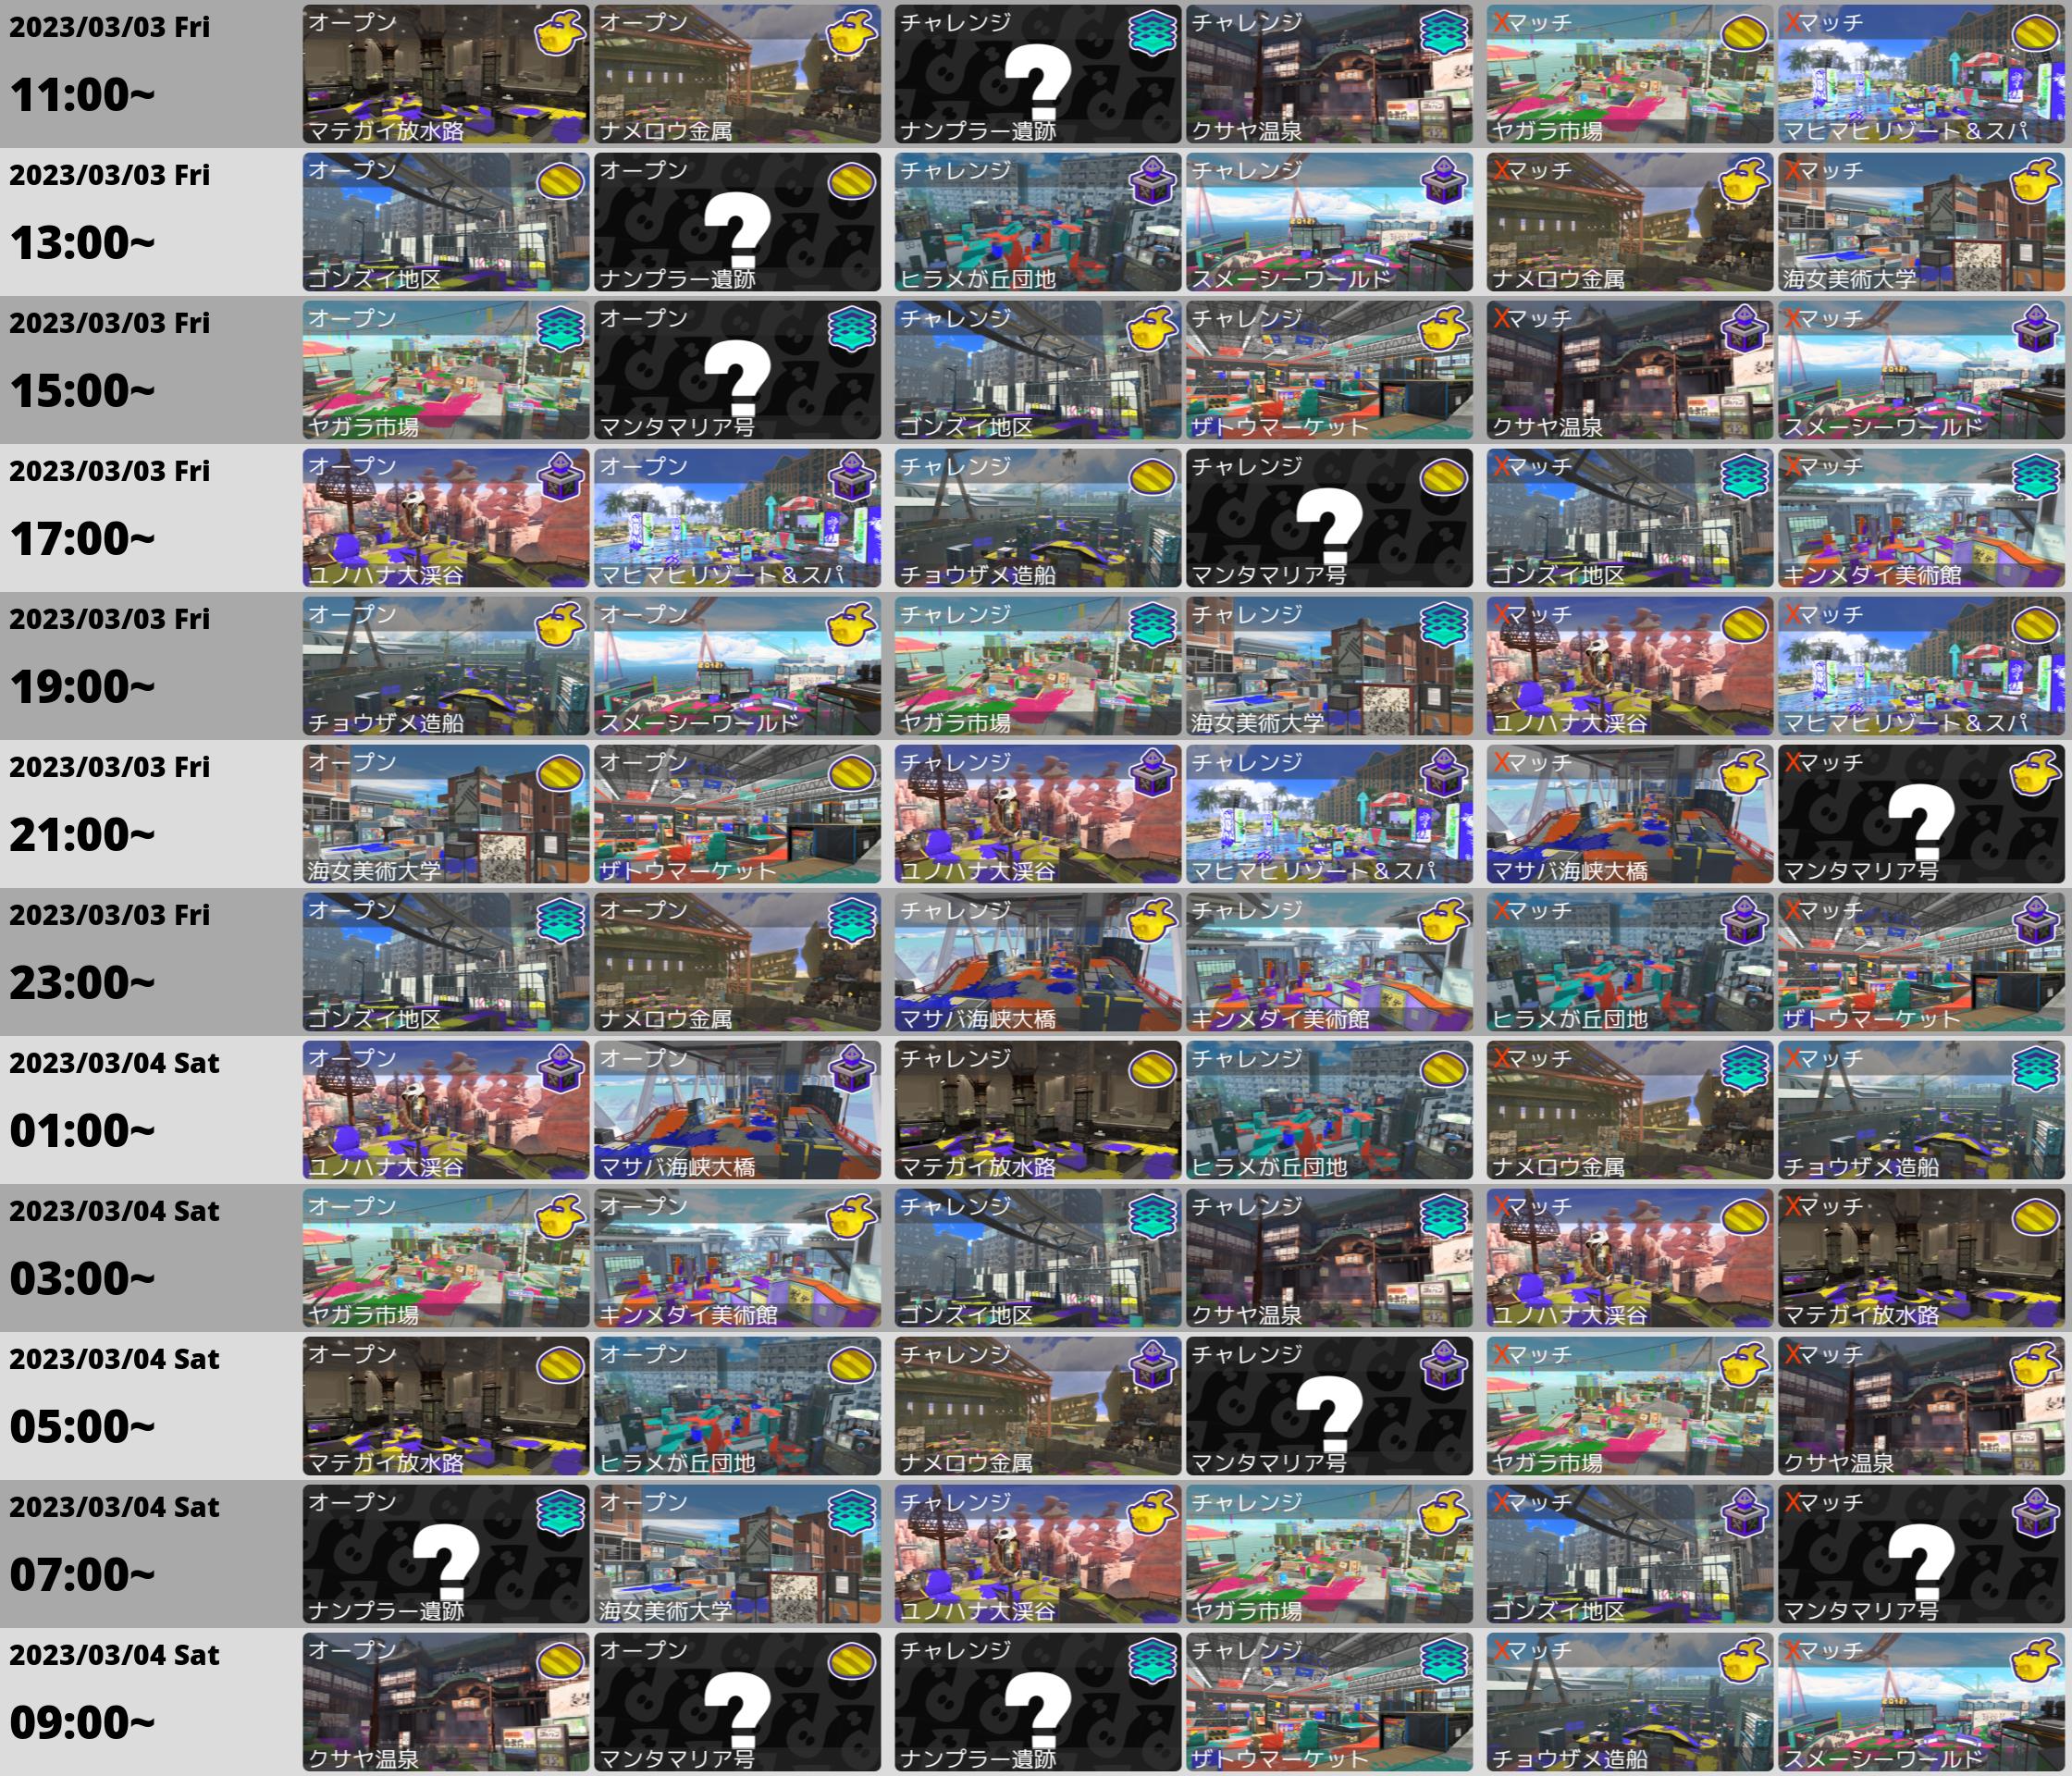 2023/03/03 Fri
11:00~
オープン
マテガイ放水路
オープン
ナメロウ金属
チャレンジ
ナンプラー遺跡
チャレンジ
クサヤ温泉
Xマッチ
ヤガラ市場
Xマッチ
マヒマヒリゾート＆スパ
2023/03/03 Fri
13:00~
オープン
ゴンズイ地区
オープン
ナンプラー遺跡
チャレンジ
ヒラメが丘団地
チャレンジ
スメーシーワールド
Xマッチ
ナメロウ金属
Xマッチ
海女美術大学
2023/03/03 Fri
15:00~
オープン
ヤガラ市場
オープン
マンタマリア号
チャレンジ
ゴンズイ地区
チャレンジ
ザトウマーケット
Xマッチ
クサヤ温泉
Xマッチ
スメーシーワールド
2023/03/03 Fri
17:00~
オープン
ユノハナ大渓谷
オープン
マヒマヒリゾート＆スパ
チャレンジ
チョウザメ造船
チャレンジ
マンタマリア号
Xマッチ
ゴンズイ地区
Xマッチ
キンメダイ美術館
2023/03/03 Fri
19:00~
オープン
チョウザメ造船
オープン
スメーシーワールド
チャレンジ
ヤガラ市場
チャレンジ
海女美術大学
Xマッチ
ユノハナ大渓谷
Xマッチ
マヒマヒリゾート＆スパ
2023/03/03 Fri
21:00~
オープン
海女美術大学
オープン
ザトウマーケット
チャレンジ
ユノハナ大渓谷
チャレンジ
マヒマヒリゾート＆スパ
Xマッチ
マサバ海峡大橋
Xマッチ
マンタマリア号
2023/03/03 Fri
23:00~
オープン
ゴンズイ地区
オープン
ナメロウ金属
チャレンジ
マサバ海峡大橋
チャレンジ
キンメダイ美術館
Xマッチ
ヒラメが丘団地
Xマッチ
ザトウマーケット
2023/03/04 Sat
01:00~
オープン
ユノハナ大渓谷
オープン
マサバ海峡大橋
チャレンジ
マテガイ放水路
チャレンジ
ヒラメが丘団地
Xマッチ
ナメロウ金属
Xマッチ
チョウザメ造船
2023/03/04 Sat
03:00~
オープン
ヤガラ市場
オープン
キンメダイ美術館
チャレンジ
ゴンズイ地区
チャレンジ
クサヤ温泉
Xマッチ
ユノハナ大渓谷
Xマッチ
マテガイ放水路
2023/03/04 Sat
05:00~
オープン
マテガイ放水路
オープン
ヒラメが丘団地
チャレンジ
ナメロウ金属
チャレンジ
マンタマリア号
Xマッチ
ヤガラ市場
Xマッチ
クサヤ温泉
2023/03/04 Sat
07:00~
オープン
ナンプラー遺跡
オープン
海女美術大学
チャレンジ
ユノハナ大渓谷
チャレンジ
ヤガラ市場
Xマッチ
ゴンズイ地区
Xマッチ
マンタマリア号
2023/03/04 Sat
09:00~
オープン
クサヤ温泉
オープン
マンタマリア号
チャレンジ
ナンプラー遺跡
チャレンジ
ザトウマーケット
Xマッチ
チョウザメ造船
Xマッチ
スメーシーワールド